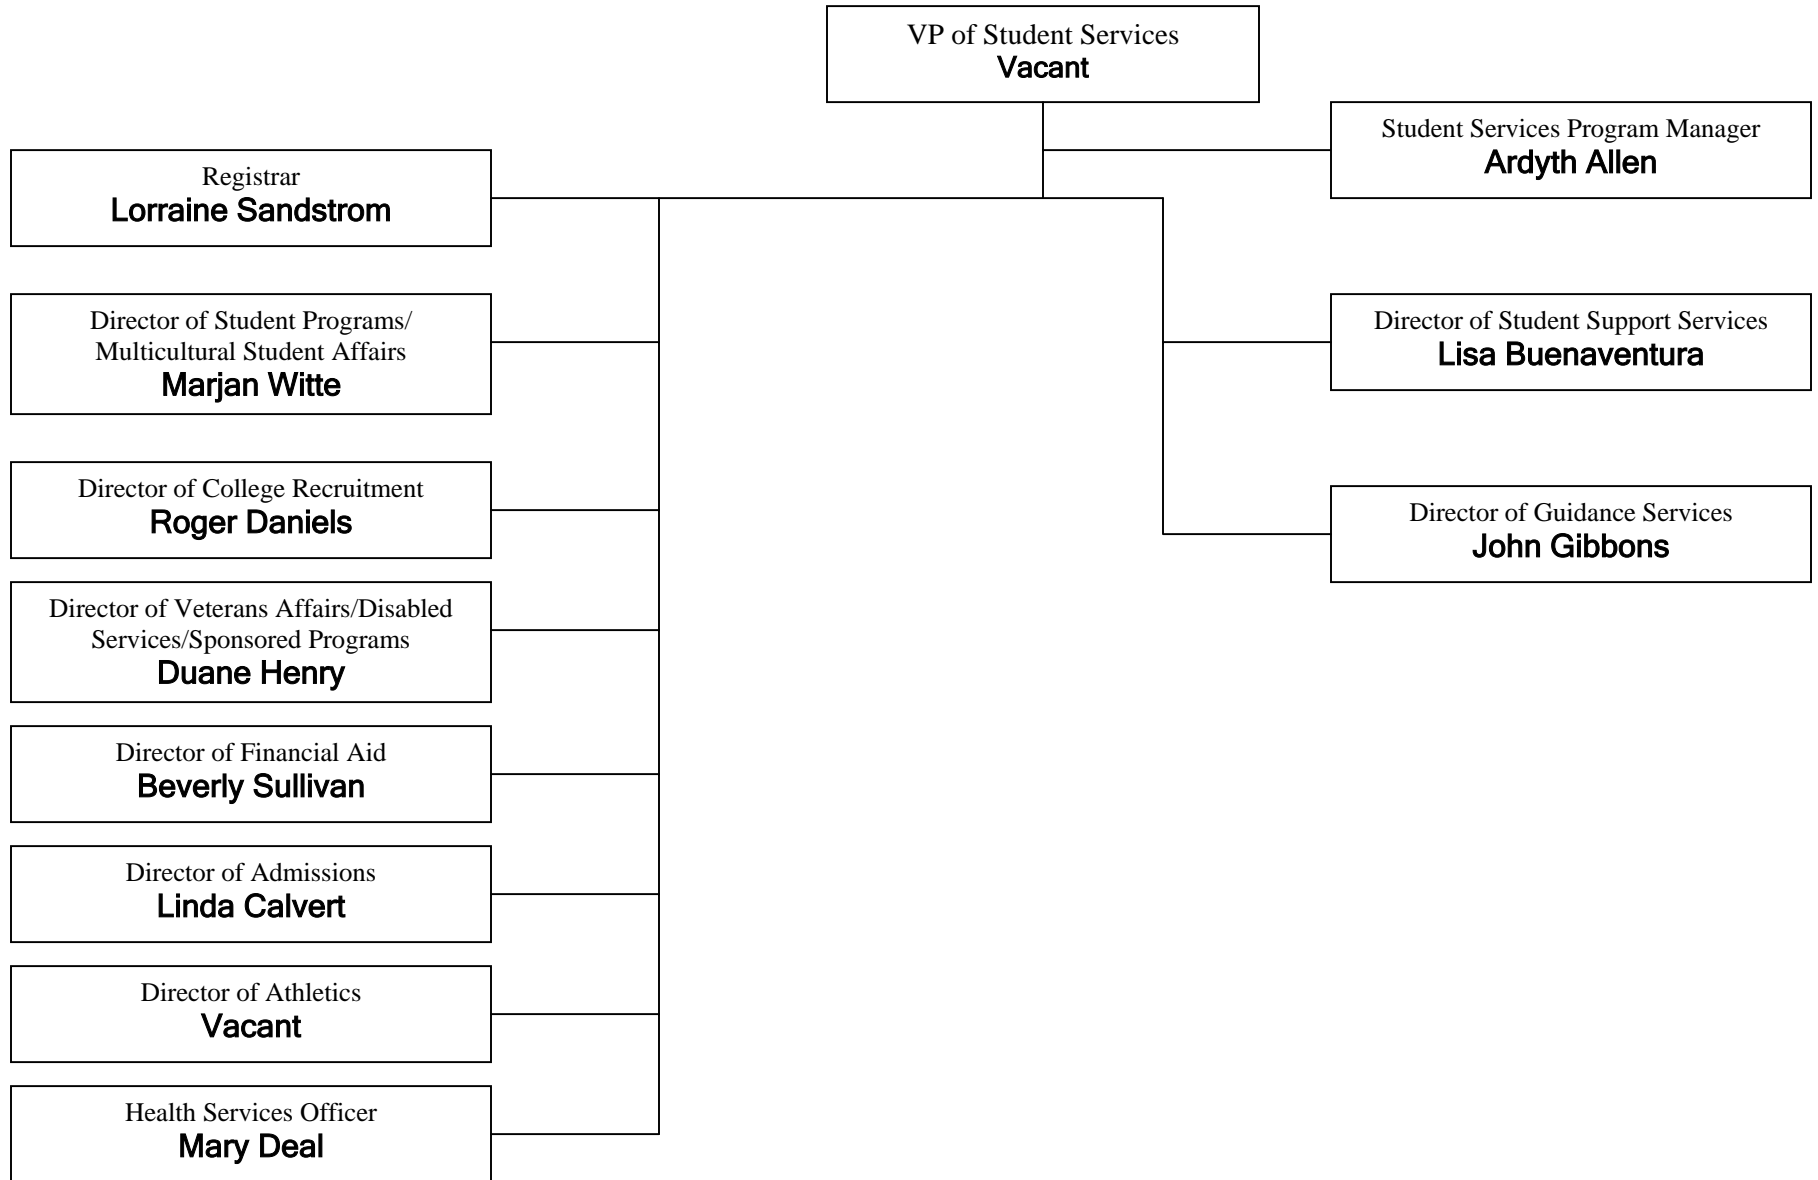 VP of Student Services
Vacant
Student Services Program Manager
Ardyth Allen
Registrar
Lorraine Sandstrom
Director of Student Programs/
Multicultural Student Affairs
Marjan Witte
Director of Student Support Services
Lisa Buenaventura
Director of College Recruitment
Roger Daniels
Director of Guidance Services
John Gibbons
Director of Veterans Affairs/Disabled
Services/Sponsored Programs
Duane Henry
Director of Financial Aid
Beverly Sullivan
Director of Admissions
Linda Calvert
Director of Athletics
Vacant
Health Services Officer
Mary Deal